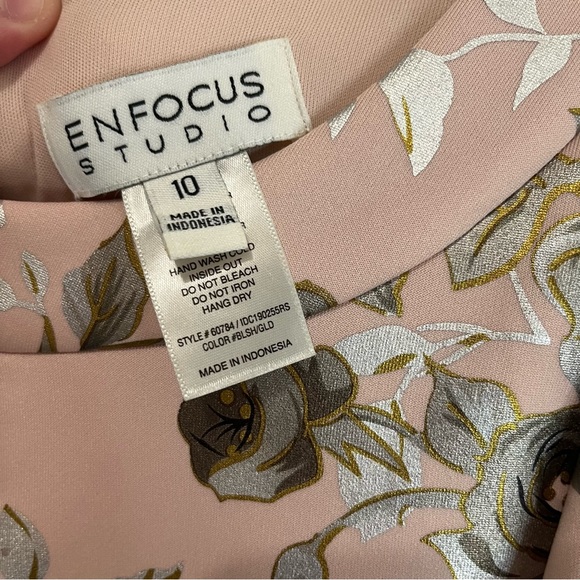 ENFOCUS
STUDIO
10
MADE IN
INDONESIA
HAND WASH COLD
INSIDE OUT
DO NOT BLEACH
DO NOT IRON
HANG DRY
STYLE # 60784 / IDC190255RS
COLOR #BLSH/GLD
MADE IN INDONESIA